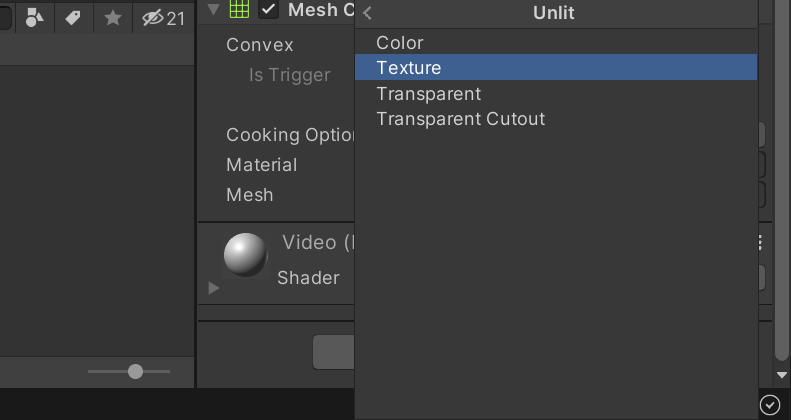 Mesh C
Unlit
21
Convex
Color
Is Trigger
Texture
Transparent
Transparent Cutout
Cooking Option
Material
Mesh
Video (
Shader